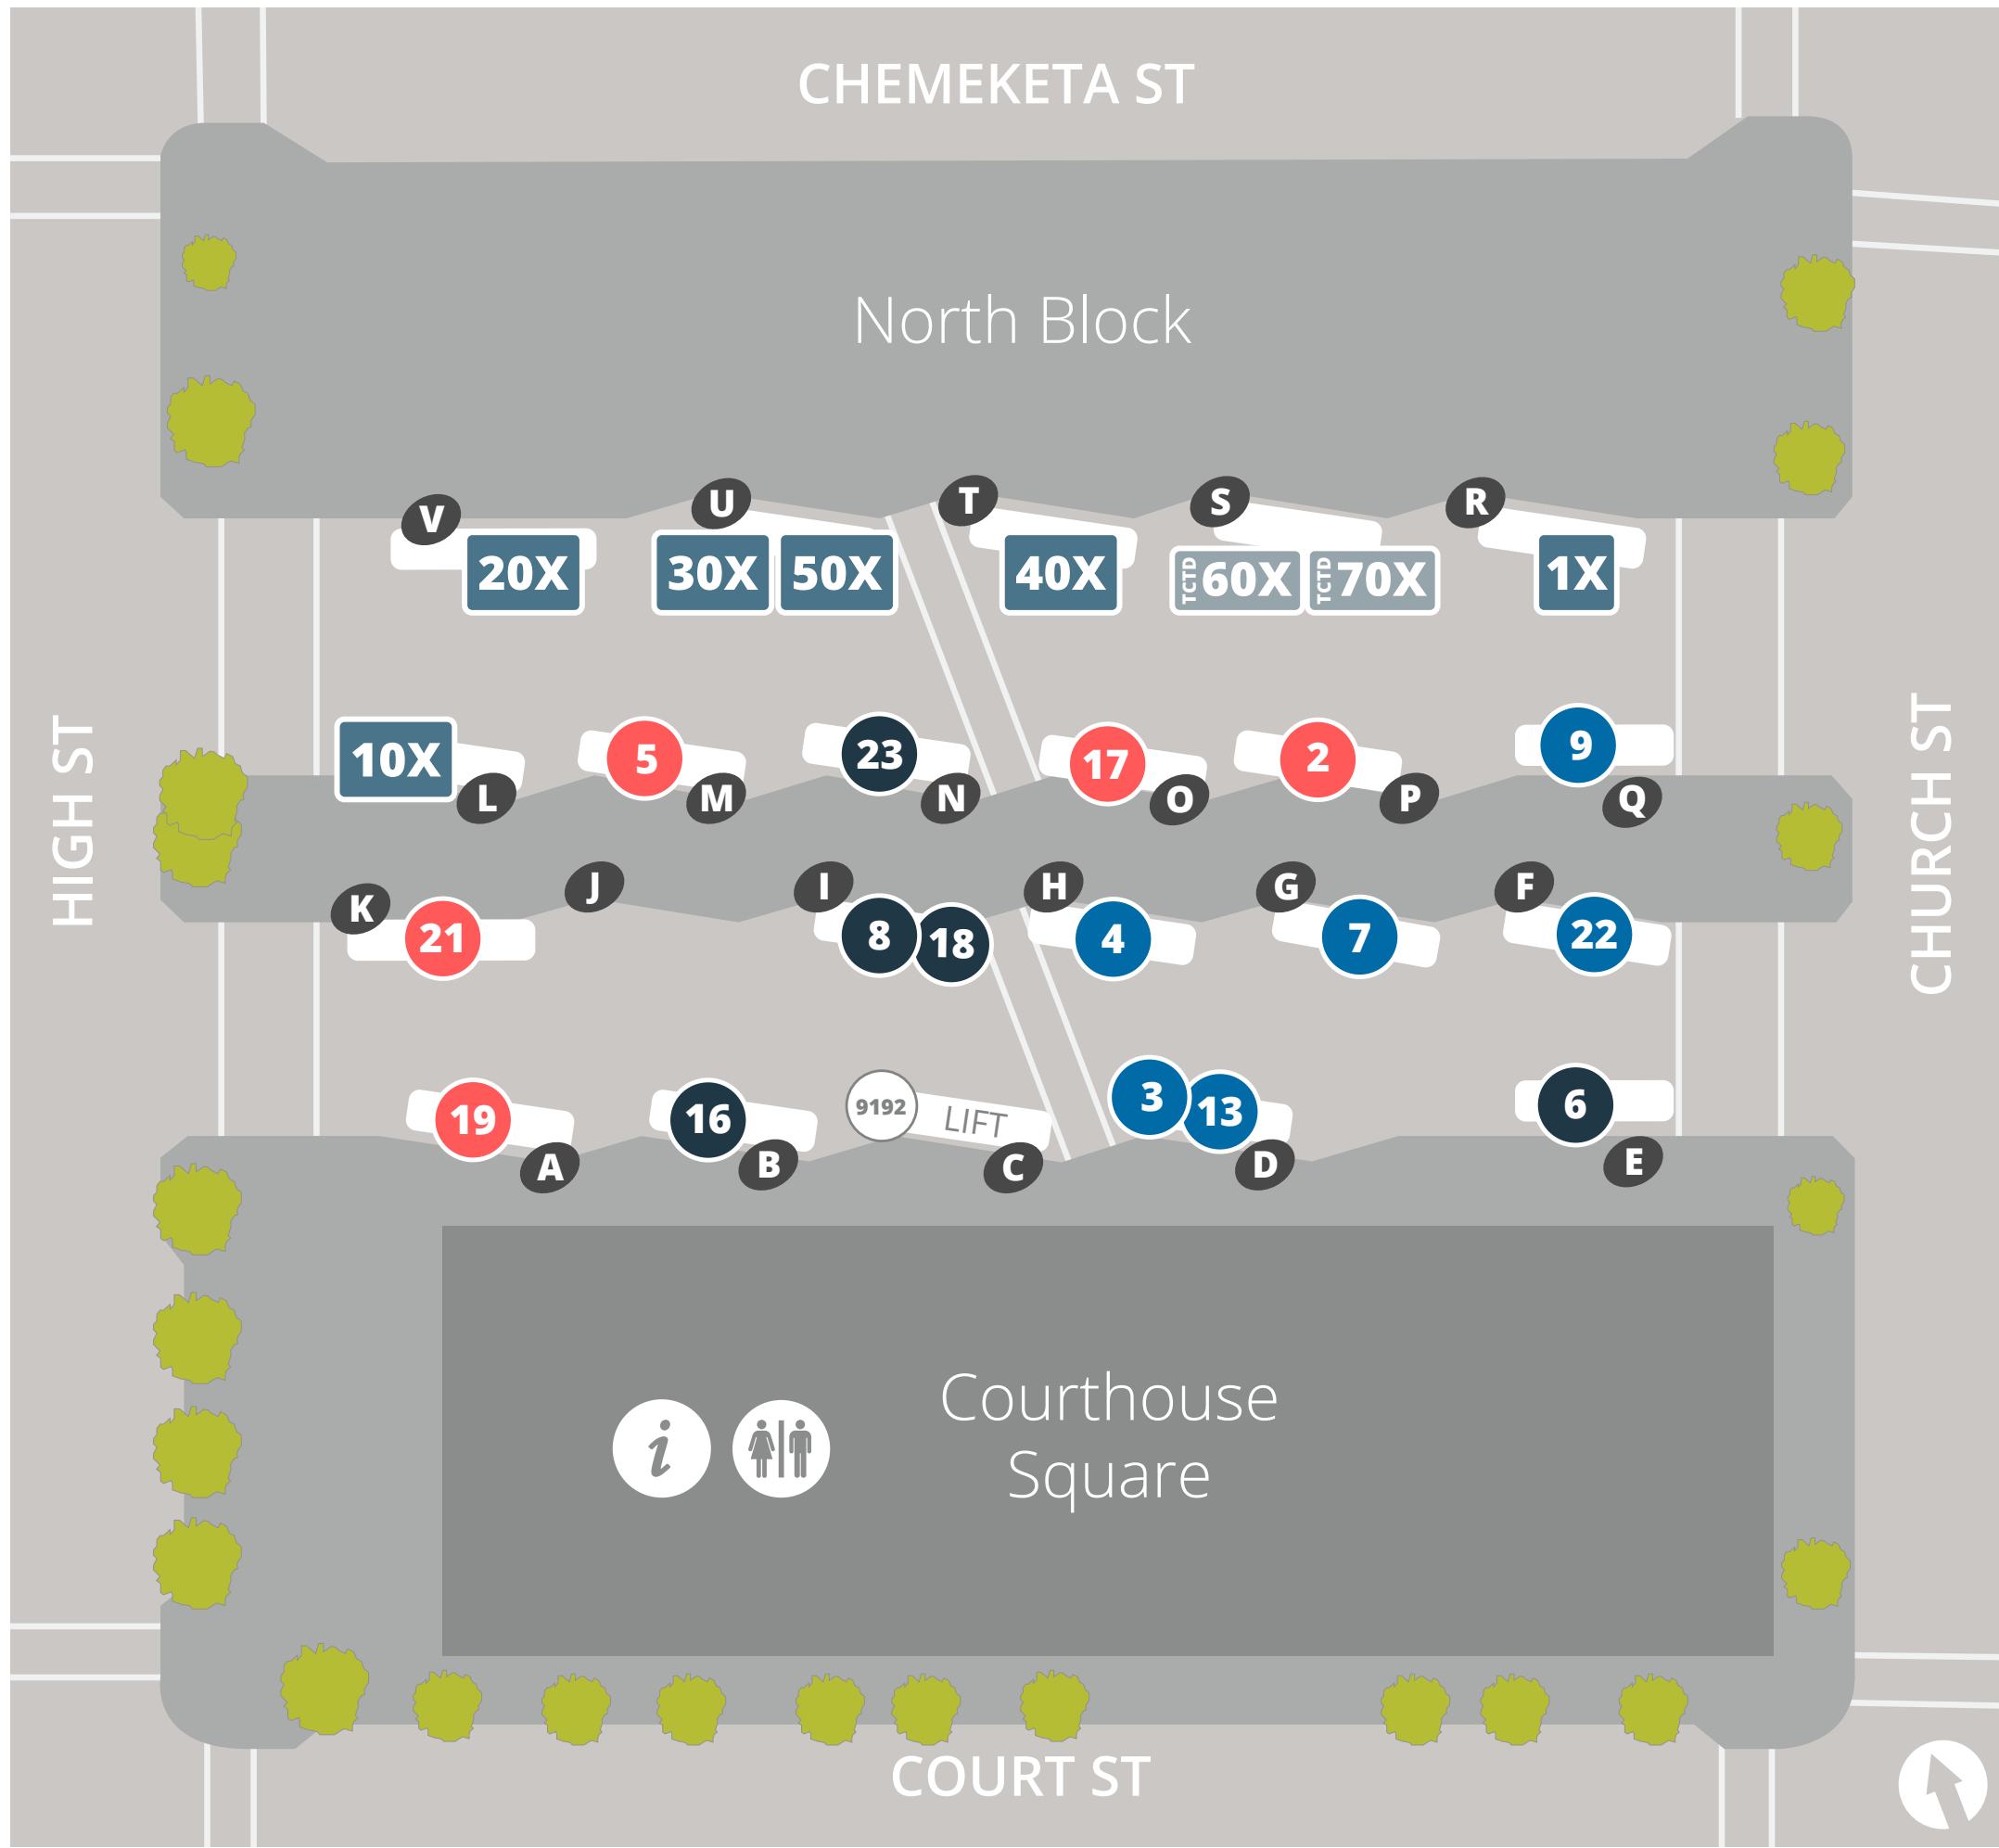 CHEMEKETA ST
North Block
V
U
T
S
R
20X
30X
50X
40X
TCTD 60X
TCTD 70X
1X
HIGH ST
CHURCH ST
10X
5
23
17
2
9
L
M
N
O
P
Q
K
J
I
H
G
F
21
8
18
4
7
22
19
16
9192
LIFT
3
13
6
A
B
C
D
E
i
Courthouse
Square
COURT ST